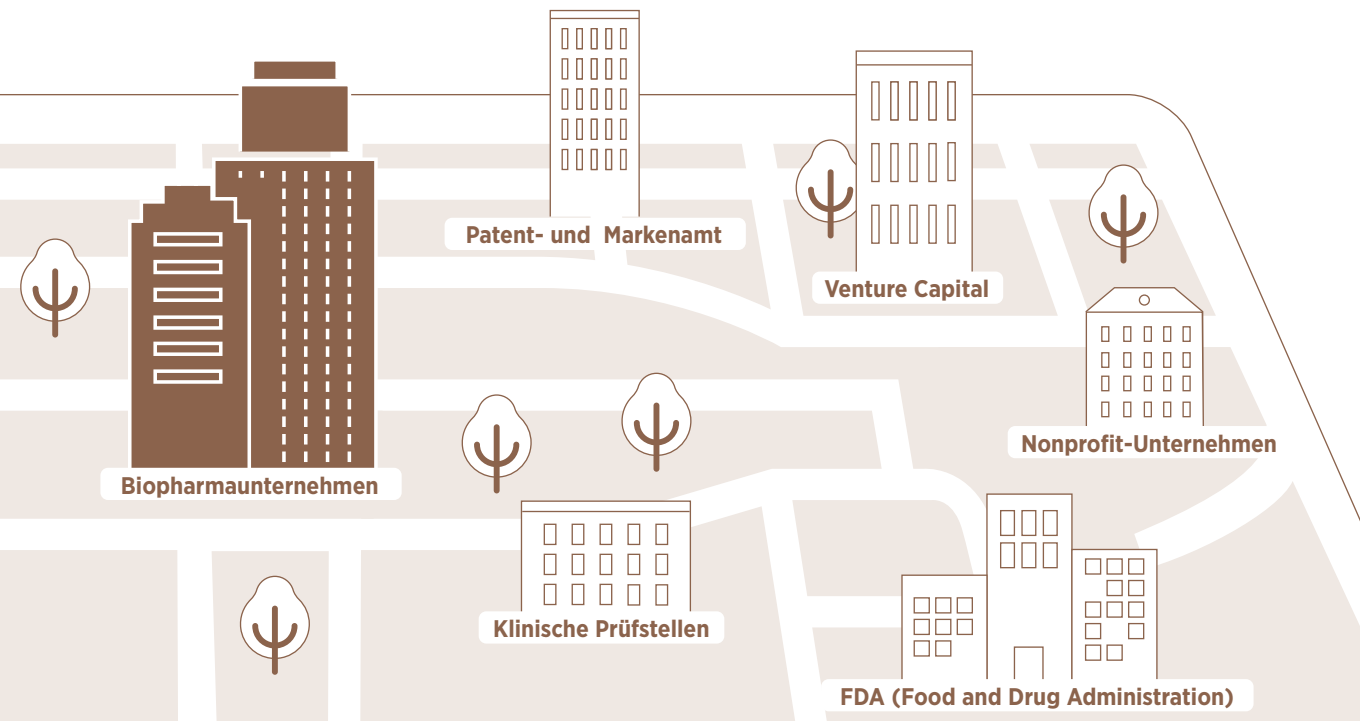 Patent- und Markenamt
Venture Capital
Nonprofit-Unternehmen
Biopharmaunternehmen
Klinische Prüfstellen
FDA (Food and Drug Administration)